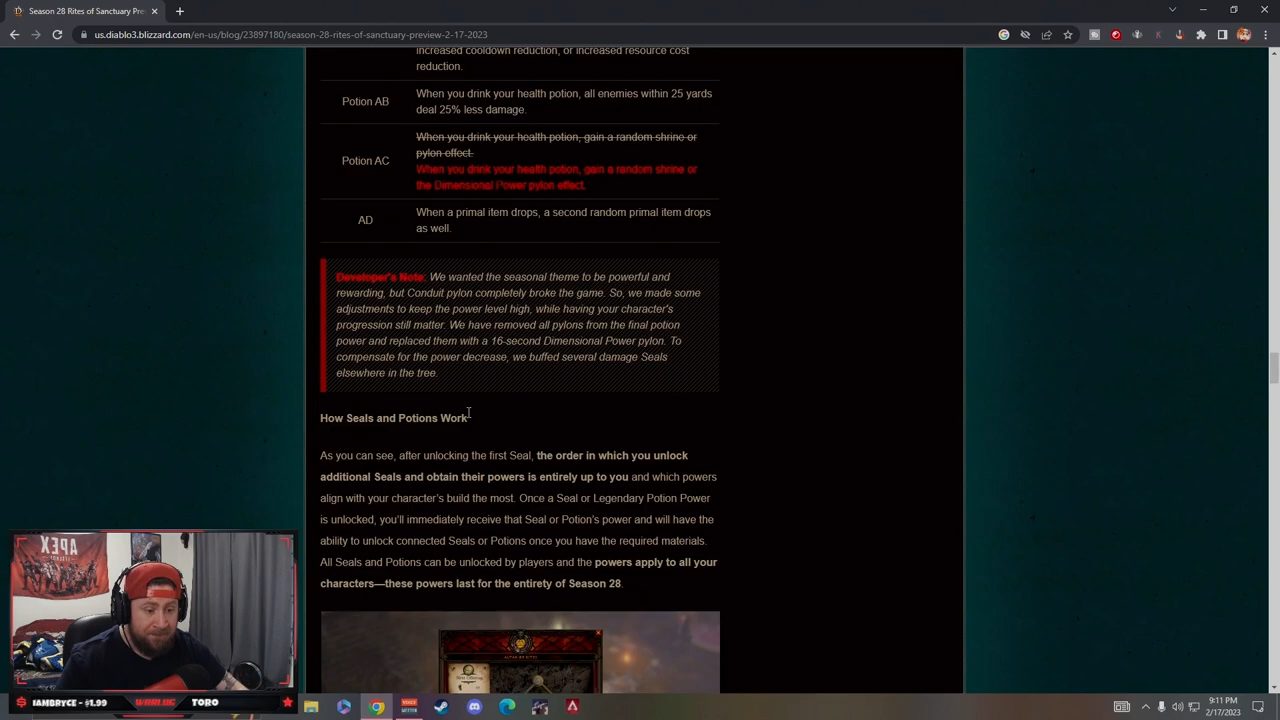 Season 28 Rites of Sanctuary Pre
us.diablo3.blizzard.com/en-us/blog/23897180/season-28-rites-of-sanctuary-preview-2-17-2023
increased cooldown reduction, or increased resource cost
reduction.
Potion AB
When you drink your health potion, all enemies within 25 yards
deal 25% less damage.
Potion AC
When you drink your health potion, gain a random shrine or
pylon effect.
When you drink your health potion, gain a random shrine or
the Dimensional Power pylon effect.
AD
When a primal item drops, a second random primal item drops
as well.
Developer's Note: We wanted the seasonal theme to be powerful and
rewarding, but Conduit pylon completely broke the game. So, we made some
adjustments to keep the power level high, while having your character's
progression still matter. We have removed all pylons from the final potion
power and replaced them with a 16-second Dimensional Power pylon. To
compensate for the power decrease, we buffed several damage Seals
elsewhere in the tree.
How Seals and Potions Work
As you can see, after unlocking the first Seal, the order in which you unlock
additional Seals and obtain their powers is entirely up to you and which powers
align with your character's build the most. Once a Seal or Legendary Potion Power
is unlocked, you'll immediately receive that Seal or Potion's power and will have the
ability to unlock connected Seals or Potions once you have the required materials.
All Seals and Potions can be unlocked by players and the powers apply to all your
characters—these powers last for the entirety of Season 28.
ALTAR OF RITES
APEX
IAMBRYCE - $1.99
TORO
9:11 PM
2/17/2023